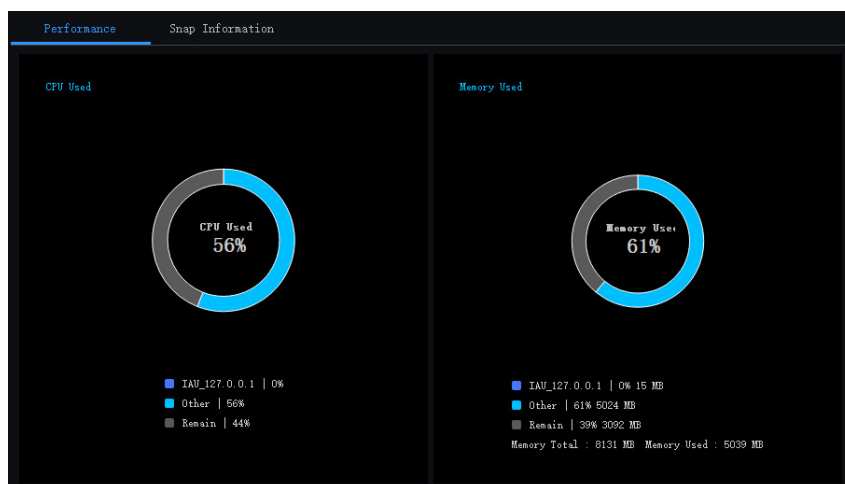 Performance Snap Information
CPU Used
Memory Used
CPU Used
56%
Memory Use
61%
IAU_127.0.0.1 | 0%
Other | 56%
Remain | 44%
IAU_127.0.0.1 | 0% 15 MB
Other | 61% 5024 MB
Remain | 39% 3092 MB
Memory Total : 8131 MB Memory Used : 5039 MB